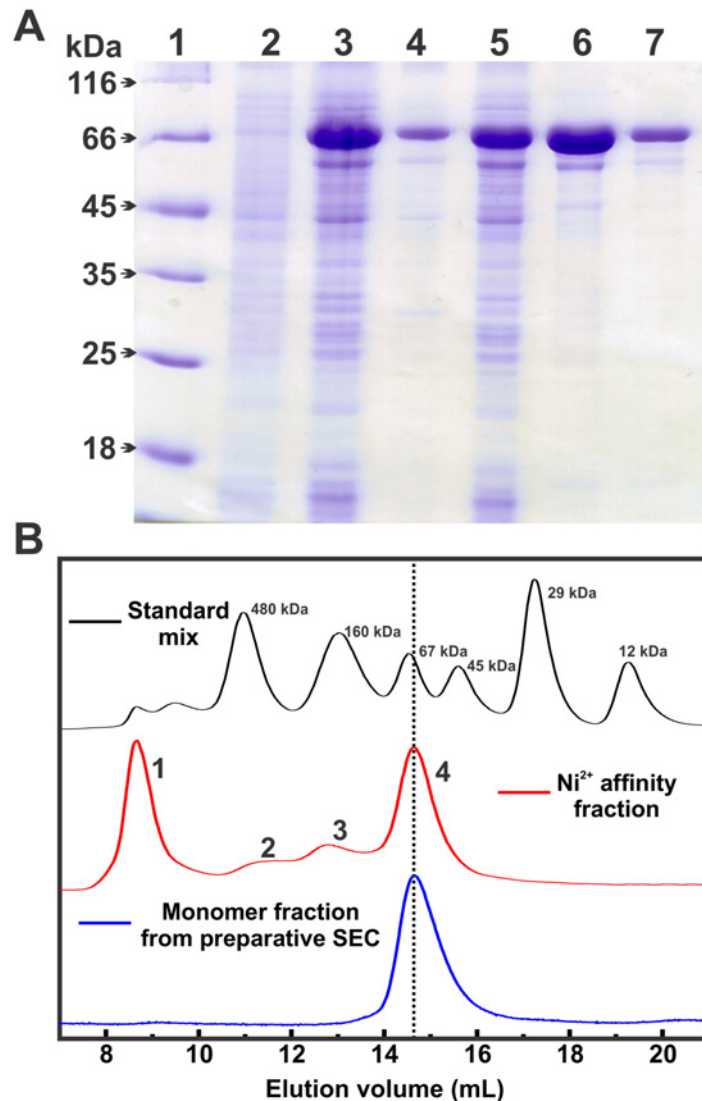 A
kDa 1 2 3 4 5 6 7
116
66
45
35
25
18
B
Standard mix
480 kDa
160 kDa
67 kDa
45 kDa
29 kDa
12 kDa
1
2
3
4
Ni²⁺ affinity
fraction
Monomer fraction
from preparative SEC
8 10 12 14 16 18 20
Elution volume (mL)